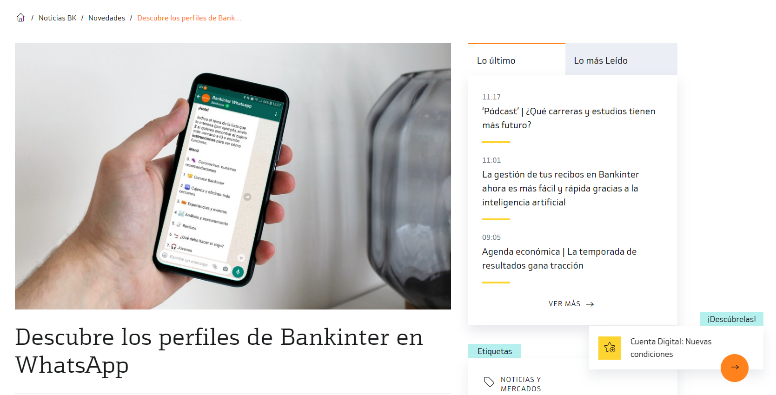 / Noticias BK / Novedades / Descubre los perfiles de Bank...
Lo último
Lo más Leído
11:17
'Pódcast' | ¿Qué carreras y estudios tienen
más futuro?
11:01
La gestión de tus recibos en Bankinter
ahora es más fácil y rápida gracias a la
inteligencia artificial
09:05
Agenda económica | La temporada de
resultados gana tracción
VER MÁS
Bankinter Whatsapp
Menú
Descubre los perfiles de Bankinter en
WhatsApp
Etiquetas
NOTICIAS Y
MERCADOS
¡Descúbrelas!
Cuenta Digital: Nuevas
condiciones